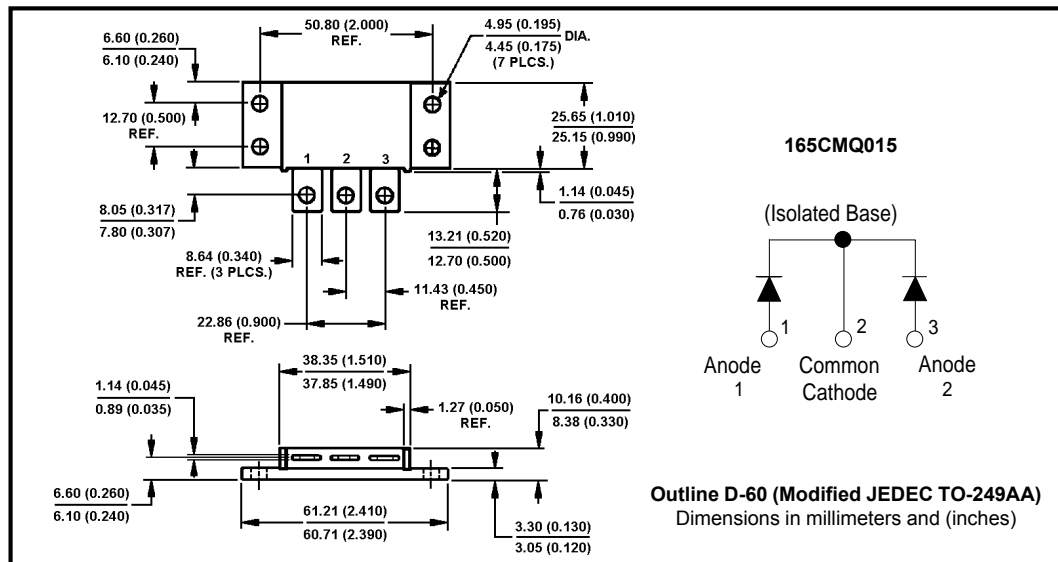 50.80 (2.000)
REF.
6.60 (0.260)
6.10 (0.240)
4.95 (0.195)
4.45 (0.175)
DIA.
(7 PLCS.)
12.70 (0.500)
REF.
25.65 (1.010)
25.15 (0.990)
1 2 3
8.05 (0.317)
7.80 (0.307)
1.14 (0.045)
0.76 (0.030)
13.21 (0.520)
12.70 (0.500)
8.64 (0.340)
REF. (3 PLCS.)
11.43 (0.450)
REF.
22.86 (0.900)
REF.
38.35 (1.510)
37.85 (1.490)
1.14 (0.045)
0.89 (0.035)
1.27 (0.050)
REF.
10.16 (0.400)
8.38 (0.330)
6.60 (0.260)
6.10 (0.240)
61.21 (2.410)
60.71 (2.390)
3.30 (0.130)
3.05 (0.120)
165CMQ015
(Isolated Base)
1 2 3
Anode Common Anode
1 Cathode 2
Outline D-60 (Modified JEDEC TO-249AA)
Dimensions in millimeters and (inches)